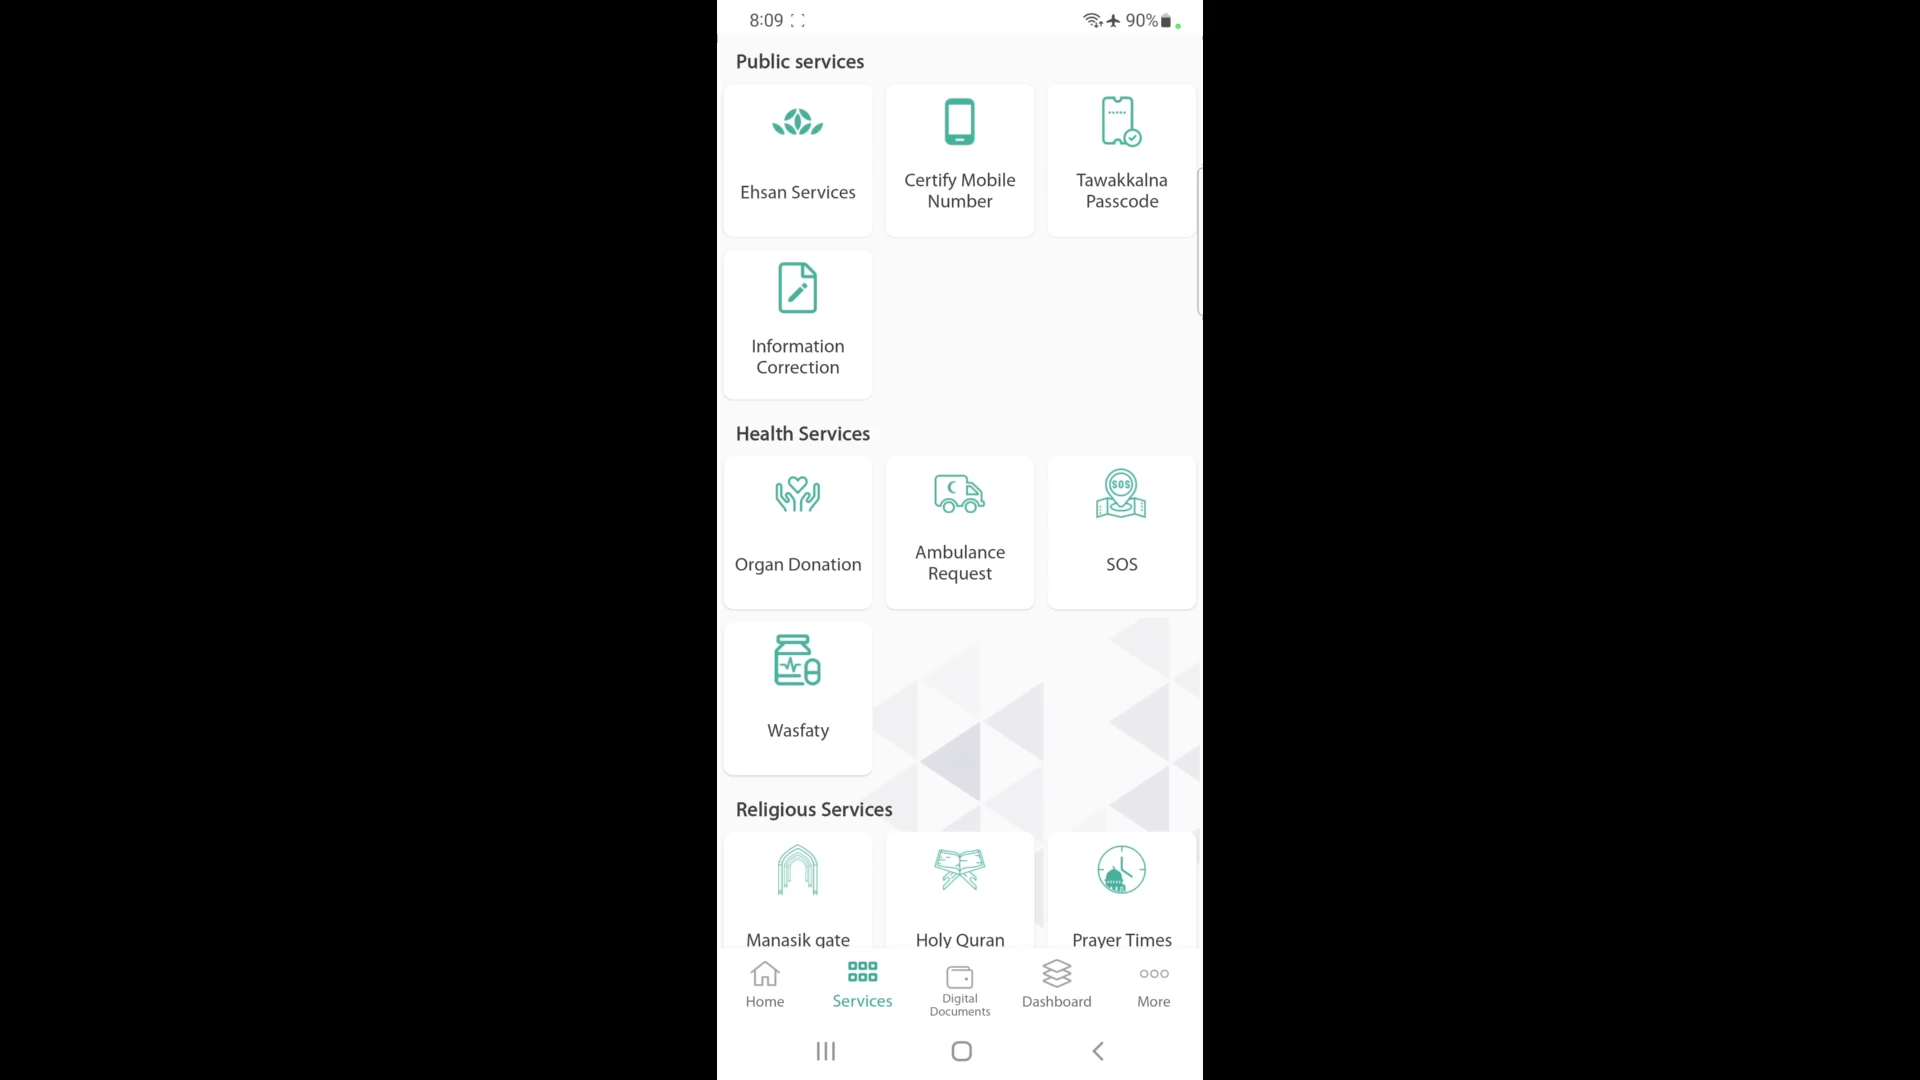 8:09
90%
Public services
Ehsan Services
Certify Mobile
Number
Tawakkalna
Passcode
Information
Correction
Health Services
Organ Donation
Ambulance
Request
SOS
SOS
Wasfaty
Religious Services
Manasik gate
Holy Quran
Prayer Times
Home
Services
Digital
Documents
Dashboard
More